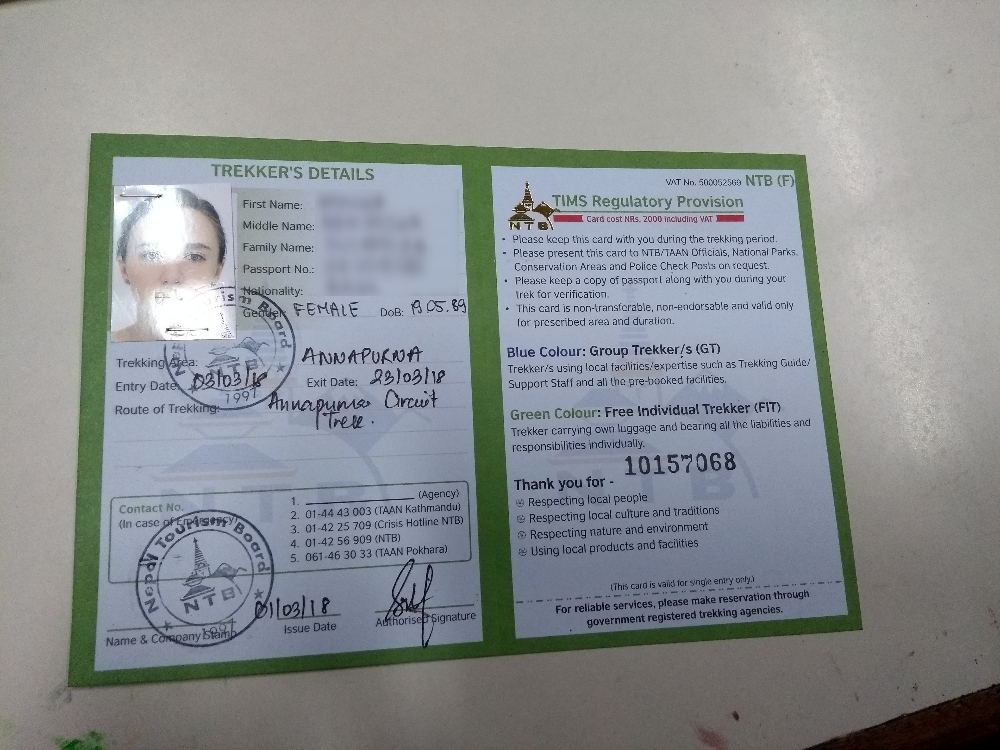 TREKKER'S DETAILS
First Name:
Middle Name:
Family Name:
Passport No.:
Nationality:
Gender: FEMALE DoB: 19.05.89
Trekking Area: ANNAPURNA
Entry Date: 03/03/18 Exit Date: 23/03/18
Route of Trekking: Annapurna Circuit
Trek.
Contact No.
(In case of Emergency)
1. (Agency)
2. 01-44 43 003 (TAAN Kathmandu)
3. 01-42 25 709 (Crisis Hotline NTB)
4. 01-42 56 909 (NTB)
5. 061-46 30 33 (TAAN Pokhara)
Nepal Tourism Board
NTB
1997
01/03/18
Name & Company Stamp
Issue Date
Authorised Signature
VAT No. 500052569 NTB (F)
NTB
TIMS Regulatory Provision
Card cost NRs. 2000 including VAT
• Please keep this card with you during the trekking period.
• Please present this card to NTB/TAAN Officials, National Parks,
Conservation Areas and Police Check Posts on request.
• Please keep a copy of passport along with you during your
trek for verification.
• This card is non-transferable, non-endorsable and valid only
for prescribed area and duration.
Blue Colour: Group Trekker/s (GT)
Trekker/s using local facilities/expertise such as Trekking Guide/
Support Staff and all the pre-booked facilities.
Green Colour: Free Individual Trekker (FIT)
Trekker carrying own luggage and bearing all the liabilities and
responsibilities individually.
10157068
Thank you for -
Respecting local people
Respecting local culture and traditions
Respecting nature and environment
Using local products and facilities
(This card is valid for single entry only.)
For reliable services, please make reservation through
government registered trekking agencies.